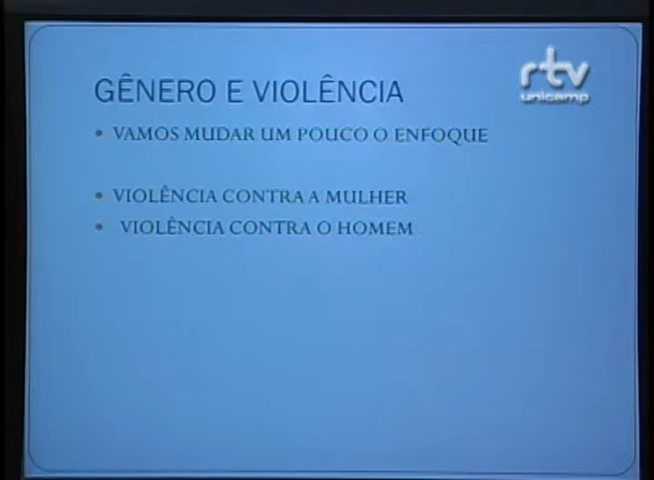 rtv
unicamp
GÊNERO E VIOLÊNCIA
VAMOS MUDAR UM POUCO O ENFOQUE
VIOLÊNCIA CONTRA A MULHER
VIOLÊNCIA CONTRA O HOMEM